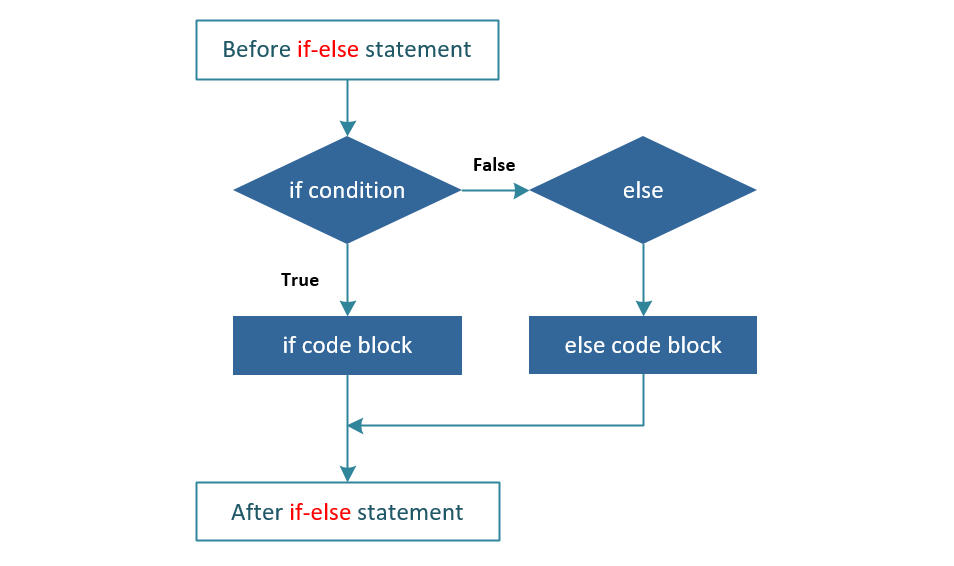 Before if-else statement
if condition
False
else
True
if code block
else code block
After if-else statement